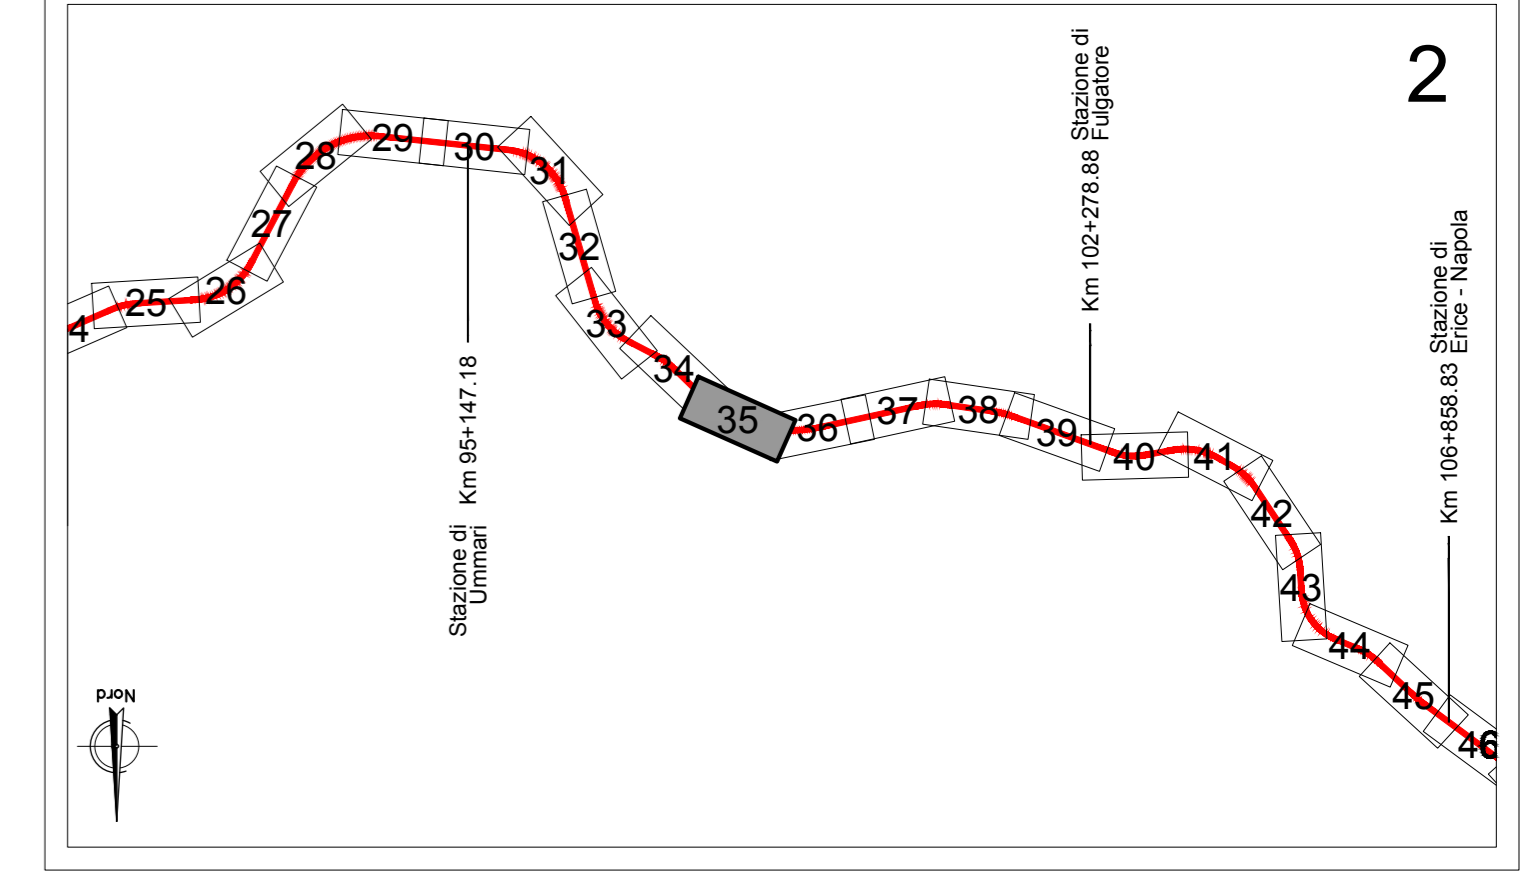 2
4
25
26
27
28
29
30
31
32
33
34
35
36
37
38
39
40
41
42
43
44
45
46
Stazione di
Ummari
Km 95+147.18
Stazione di
Fulgatore
Km 102+278.88
Stazione di
Erice - Napola
Km 106+858.83
Nord